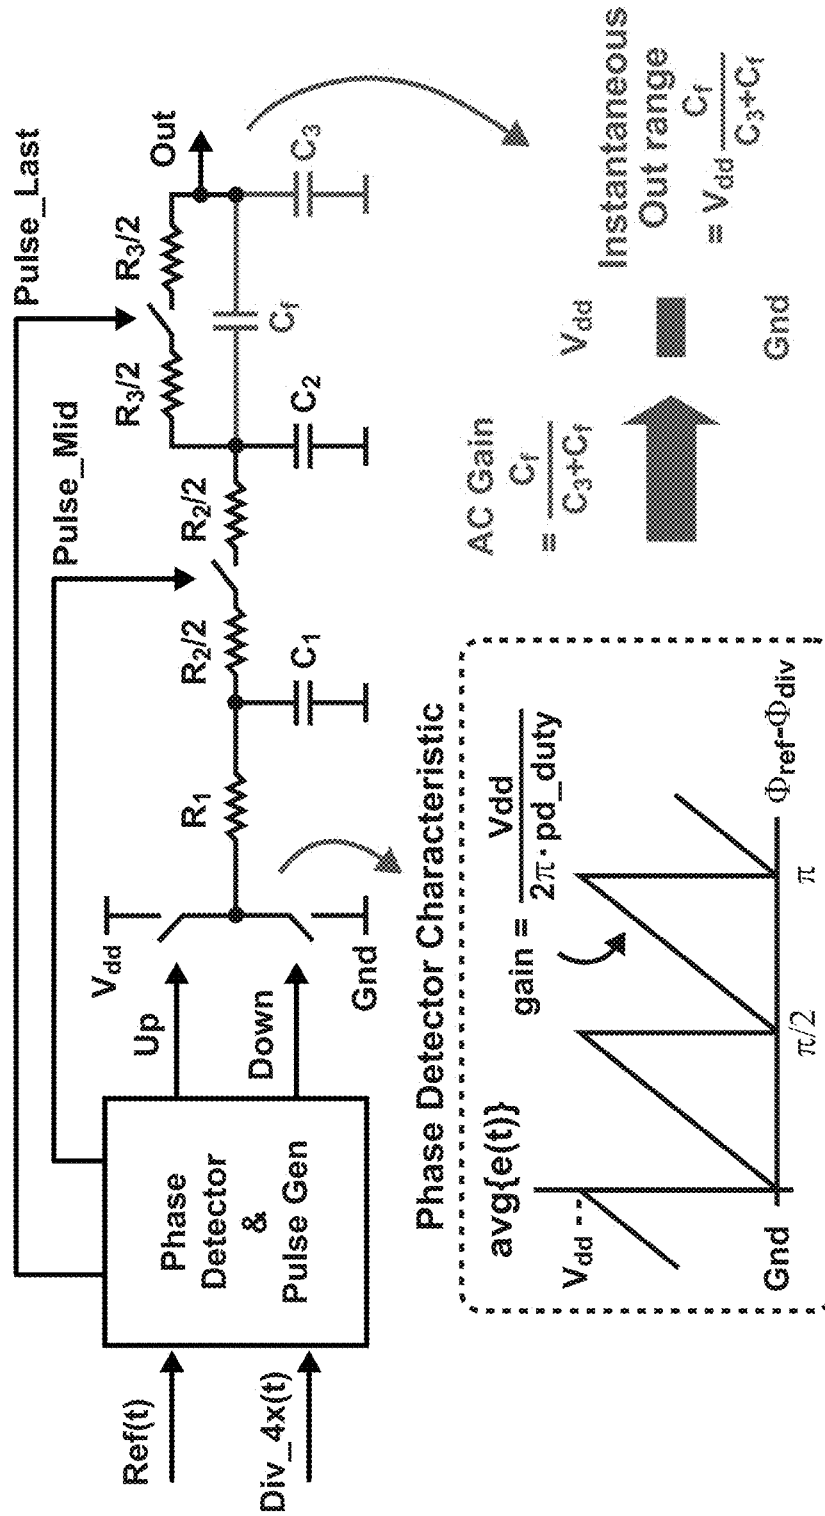 Pulse_Last
Pulse_Mid
Ref(t)
Div_4x(t)
Phase
Detector
&
Pulse Gen
Up
Down
Vdd
Gnd
R1
C1
R2/2
R2/2
C2
R3/2
R3/2
Cf
C3
Out
Phase Detector Characteristic
avg{e(t)}
Vdd
Gnd
gain = Vdd
2π·pd_duty
π/2
π
Φref-Φdiv
AC Gain
= Cf
C3+Cf
Vdd
Gnd
Instantaneous
Out range
= Vdd Cf
C3+Cf